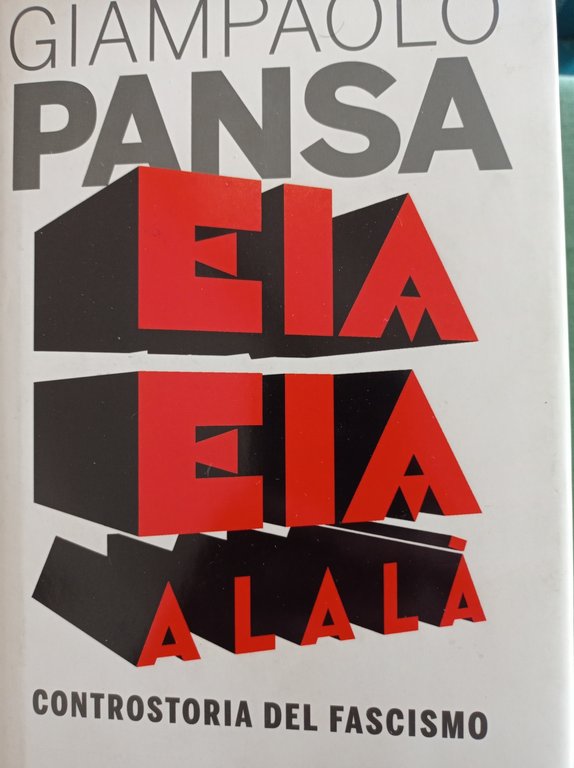 GIAMPAOLO
PANSA
EIA
EIA
ALALÀ
CONTROSTORIA DEL FASCISMO